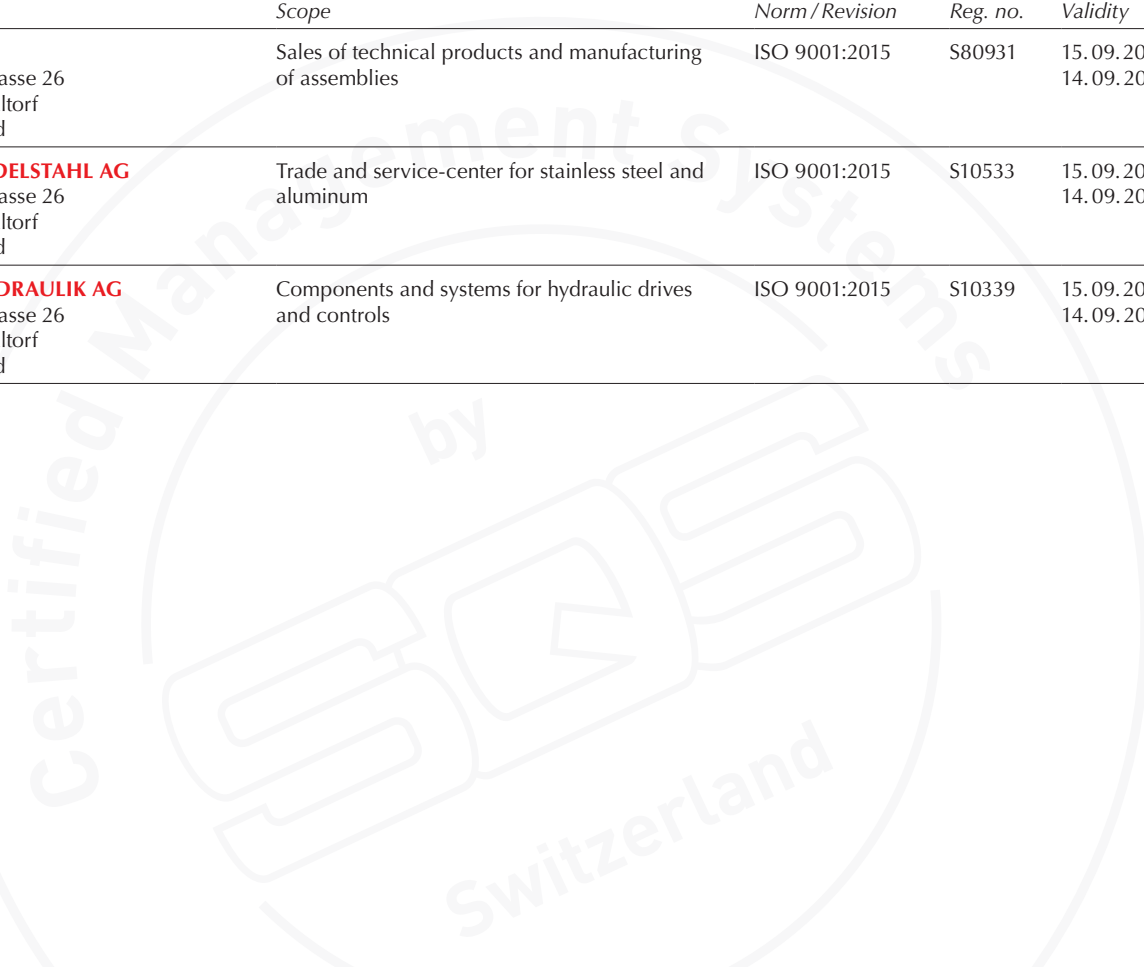 Scope Norm / Revision Reg. no. Validity
Sales of technical products and manufacturing ISO 9001:2015 S80931 15.09.20
asse 26 of assemblies 14.09.20
ltorf
d
DELSTAHL AG Trade and service-center for stainless steel and ISO 9001:2015 S10533 15.09.20
asse 26 aluminum 14.09.20
ltorf
d
DRAULIK AG Components and systems for hydraulic drives ISO 9001:2015 S10339 15.09.20
asse 26 and controls 14.09.20
ltorf
d
Certified Management Systems
by
SQS
Switzerland